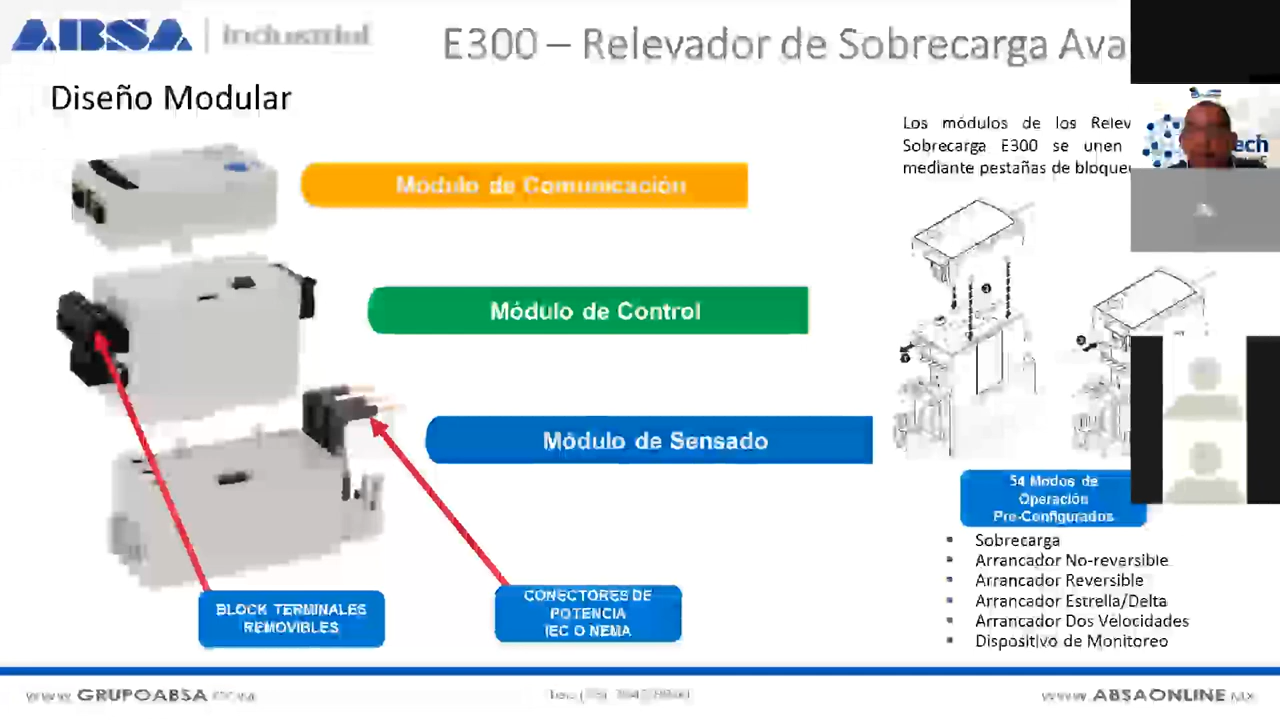 ABSA Industrial
E300 – Relevador de Sobrecarga Ava
Diseño Modular
Los módulos de los Relev
Sobrecarga E300 se unen
mediante pestañas de bloque
ech
Modulo de Comunicación
Módulo de Control
Módulo de Sensado
54 Modos de
Operación
Pre-Configurados
Sobrecarga
Arrancador No-reversible
Arrancador Reversible
Arrancador Estrella/Delta
Arrancador Dos Velocidades
Dispositivo de Monitoreo
BLOCK TERMINALES
REMOVIBLES
CONECTORES DE
POTENCIA
IEC O NEMA
www.GRUPOABSA
www.ABSAONLINE.MX